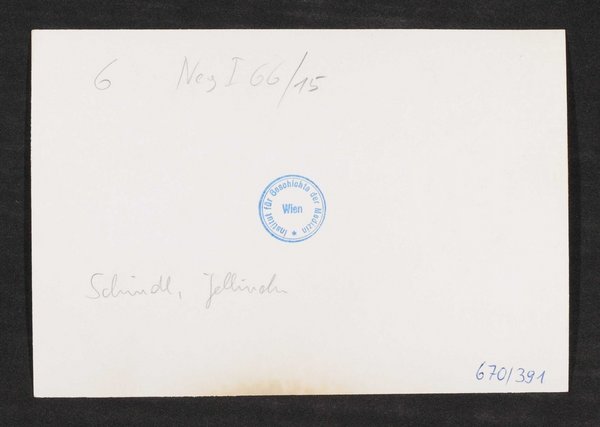 6 Neg I 66/15
Institut für Geschichte der Medizin *
Wien
Schindl, Jellinek
670/391